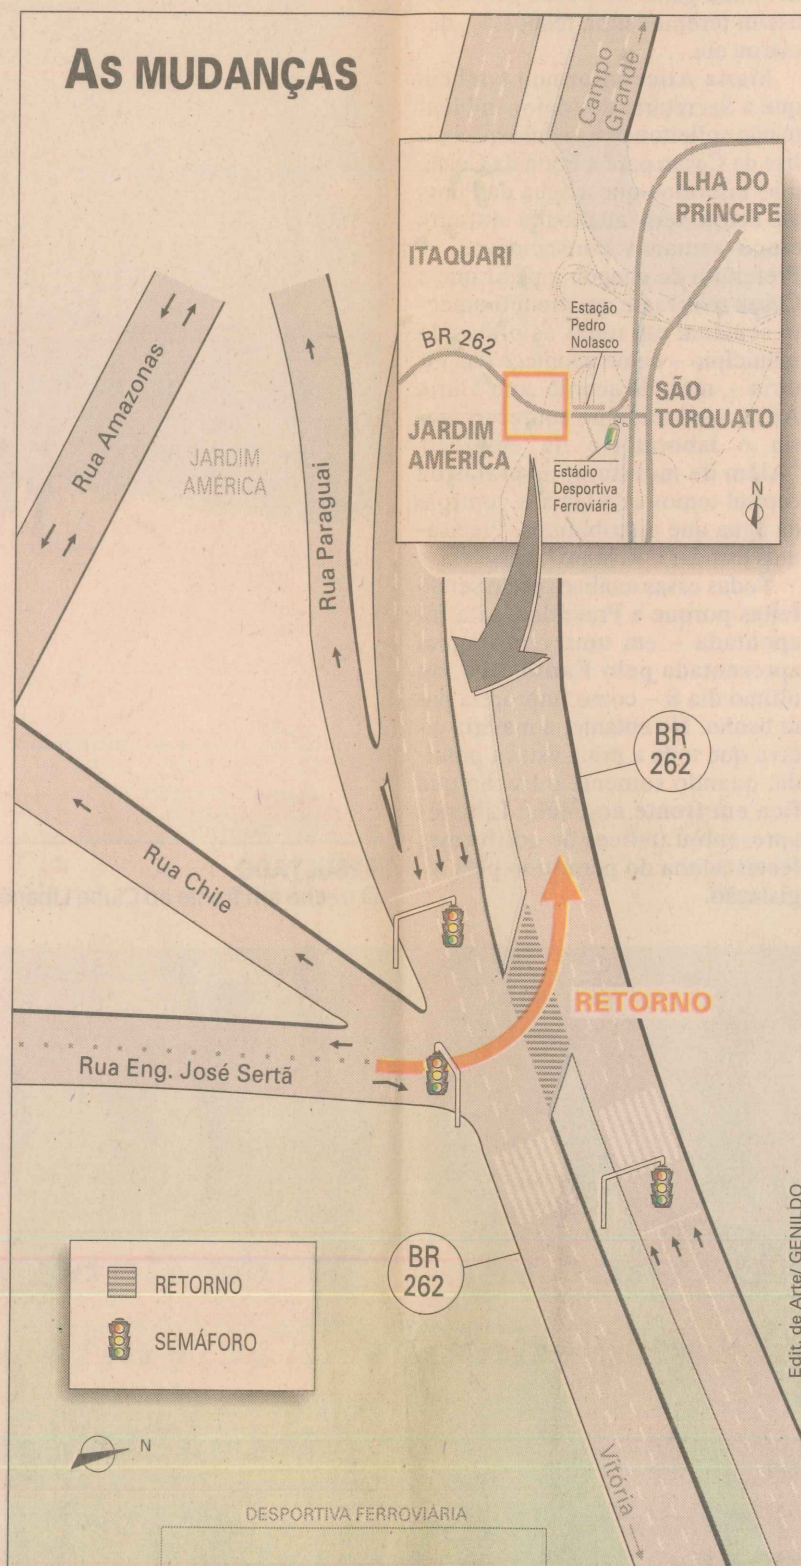 AS MUDANÇAS
Campo
Grande
ILHA DO
PRÍNCIPE
ITAQUARI
Estação
Pedro
Nolasco
BR 262
SÃO
TORQUATO
JARDIM
AMÉRICA
Estádio
Desportiva
Ferroviária
N
Rua Amazonas
JARDIM
AMÉRICA
Rua Paraguai
BR
262
Rua Chile
RETORNO
Rua Eng. José Sertã
BR
262
RETORNO
SEMÁFORO
N
Vitória
DESPORTIVA FERROVIÁRIA
Edit. de Arte/ GENILDO